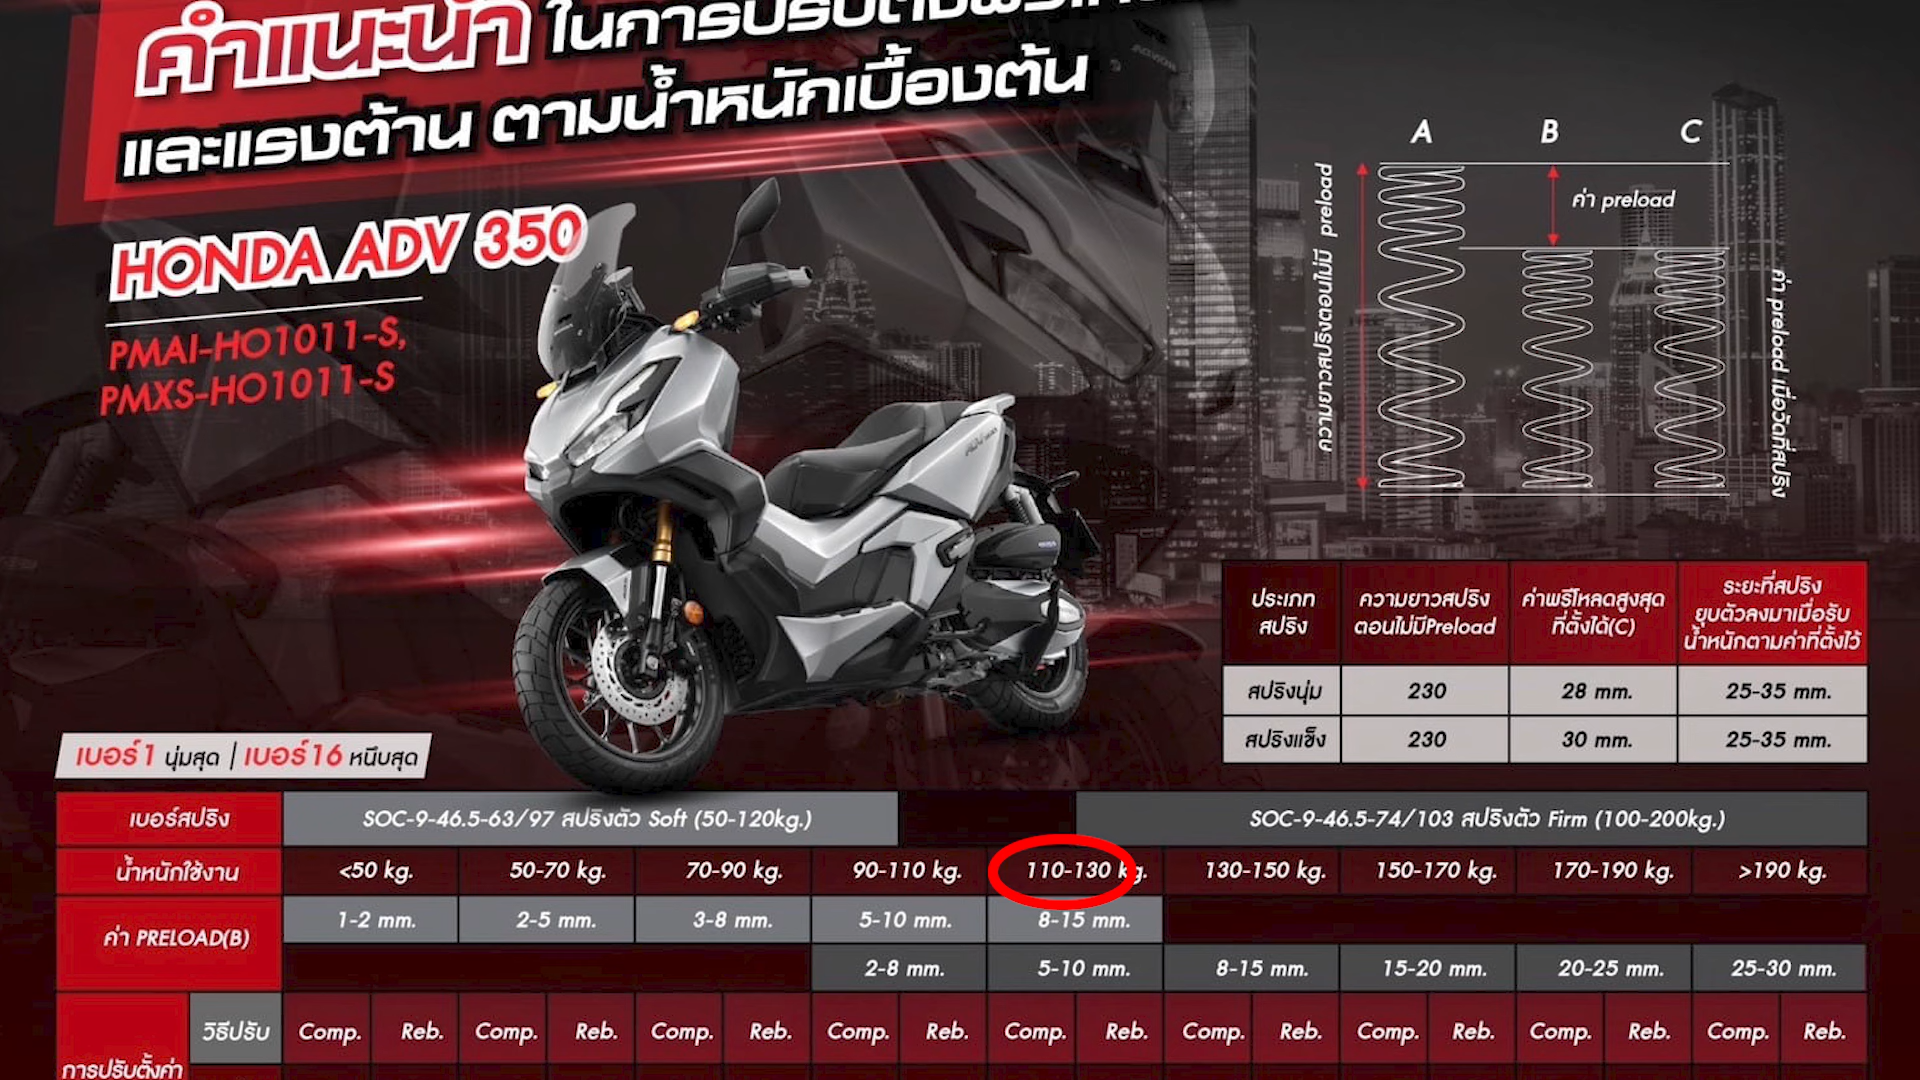 คำแนะนำ ในการปรับตั้งพรีโหลด
และแรงต้าน ตามน้ำหนักเบื้องต้น
HONDA ADV 350
PMAI-HO1011-S,
PMXS-HO1011-S
A B C
ความยาวสปริงตอนไม่มี preload
ค่า preload
ค่า preload เมื่อวัดที่สปริง
ประเภท
สปริง
ความยาวสปริง
ตอนไม่มีPreload
ค่าพรีโหลดสูงสุด
ที่ตั้งได้(C)
ระยะที่สปริง
ยุบตัวลงมาเมื่อรับ
น้ำหนักตามค่าที่ตั้งไว้
สปริงนุ่ม 230 28 mm. 25-35 mm.
สปริงแข็ง 230 30 mm. 25-35 mm.
เบอร์1 นุ่มสุด | เบอร์16 หนืบสุด
เบอร์สปริง SOC-9-46.5-63/97 สปริงตัว Soft (50-120kg.) SOC-9-46.5-74/103 สปริงตัว Firm (100-200kg.)
น้ำหนักใช้งาน <50 kg. 50-70 kg. 70-90 kg. 90-110 kg. 110-130 kg. 130-150 kg. 150-170 kg. 170-190 kg. >190 kg.
ค่า PRELOAD(B) 1-2 mm. 2-5 mm. 3-8 mm. 5-10 mm. 8-15 mm.
2-8 mm. 5-10 mm. 8-15 mm. 15-20 mm. 20-25 mm. 25-30 mm.
วิธีปรับ Comp. Reb. Comp. Reb. Comp. Reb. Comp. Reb. Comp. Reb. Comp. Reb. Comp. Reb. Comp. Reb. Comp. Reb.
การปรับตั้งค่า